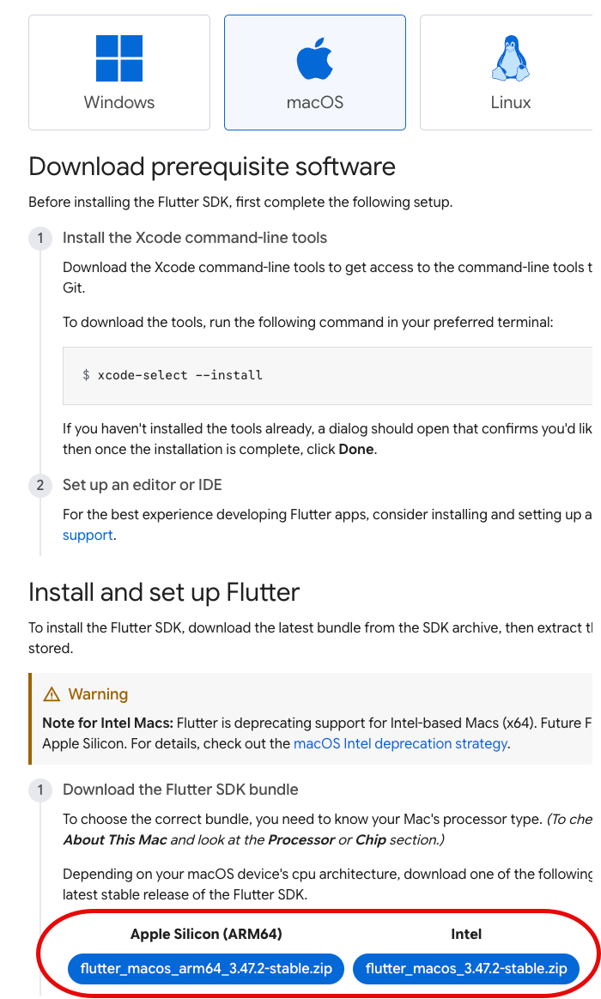 Windows
macOS
Linux
Download prerequisite software
Before installing the Flutter SDK, first complete the following setup.
1
Install the Xcode command-line tools
Download the Xcode command-line tools to get access to the command-line tools
Git.
To download the tools, run the following command in your preferred terminal:
$ xcode-select --install
If you haven't installed the tools already, a dialog should open that confirms you'd
then once the installation is complete, click Done.
2
Set up an editor or IDE
For the best experience developing Flutter apps, consider installing and setting up a
support.
Install and set up Flutter
To install the Flutter SDK, download the latest bundle from the SDK archive, then extract
stored.
Warning
Note for Intel Macs: Flutter is deprecating support for Intel-based Macs (x64). Future
Apple Silicon. For details, check out the macOS Intel deprecation strategy.
1
Download the Flutter SDK bundle
To choose the correct bundle, you need to know your Mac's processor type. (To
About This Mac and look at the Processor or Chip section.)
Depending on your macOS device's cpu architecture, download one of the following
latest stable release of the Flutter SDK.
Apple Silicon (ARM64)
Intel
flutter_macos_arm64_3.47.2-stable.zip
flutter_macos_3.47.2-stable.zip